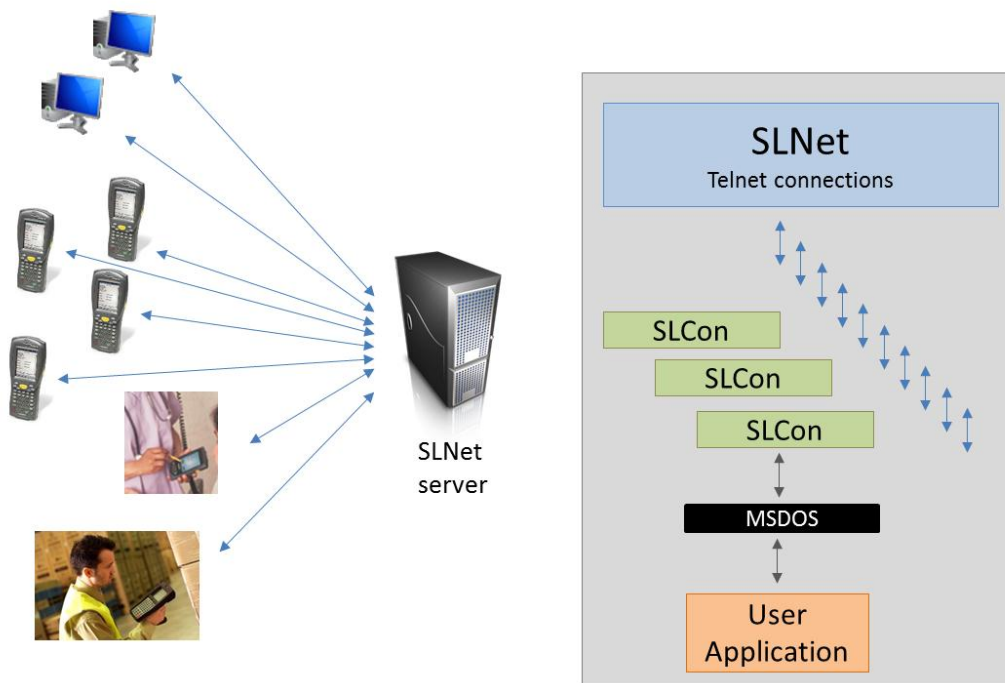 SLNet
server
SLNet
Telnet connections
SLCon
SLCon
SLCon
MSDOS
User
Application